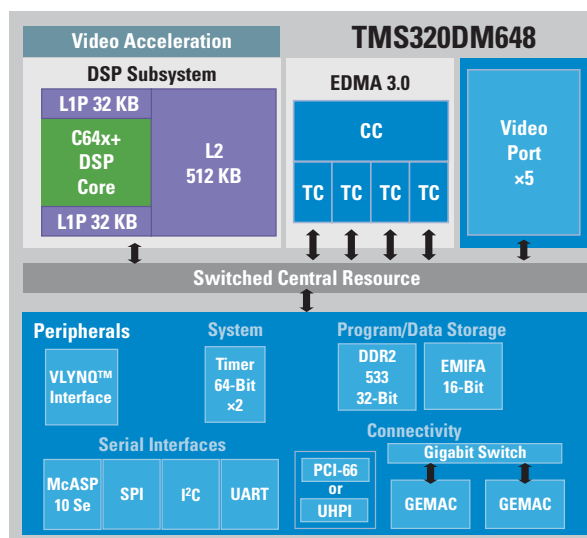 Video Acceleration
TMS320DM648
DSP Subsystem
L1P 32 KB
C64x+
DSP
Core
L1P 32 KB
L2
512 KB
EDMA 3.0
CC
TC TC TC TC
Video
Port
×5
Switched Central Resource
Peripherals
VLYNQ™
Interface
System
Timer
64-Bit
×2
Program/Data Storage
DDR2
533
32-Bit
EMIFA
16-Bit
Serial Interfaces
McASP
10 Se
SPI
I²C
UART
Connectivity
PCI-66
or
UHPI
Gigabit Switch
GEMAC
GEMAC